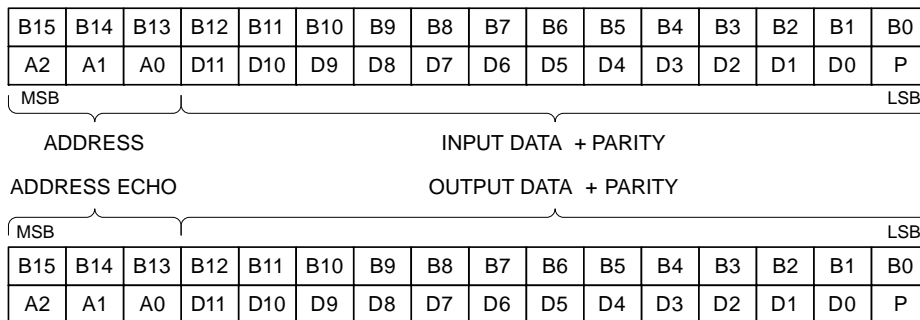 B15 B14 B13 B12 B11 B10 B9 B8 B7 B6 B5 B4 B3 B2 B1 B0
A2 A1 A0 D11 D10 D9 D8 D7 D6 D5 D4 D3 D2 D1 D0 P
MSB LSB
ADDRESS INPUT DATA + PARITY
ADDRESS ECHO OUTPUT DATA + PARITY
MSB LSB
B15 B14 B13 B12 B11 B10 B9 B8 B7 B6 B5 B4 B3 B2 B1 B0
A2 A1 A0 D11 D10 D9 D8 D7 D6 D5 D4 D3 D2 D1 D0 P